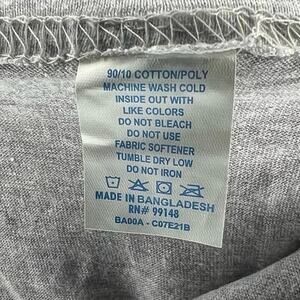 90/10 COTTON/POLY
MACHINE WASH COLD
INSIDE OUT WITH
LIKE COLORS
DO NOT BLEACH
DO NOT USE
FABRIC SOFTENER
TUMBLE DRY LOW
DO NOT IRON
MADE IN BANGLADESH
RN# 99148
BA00A - C07E21B